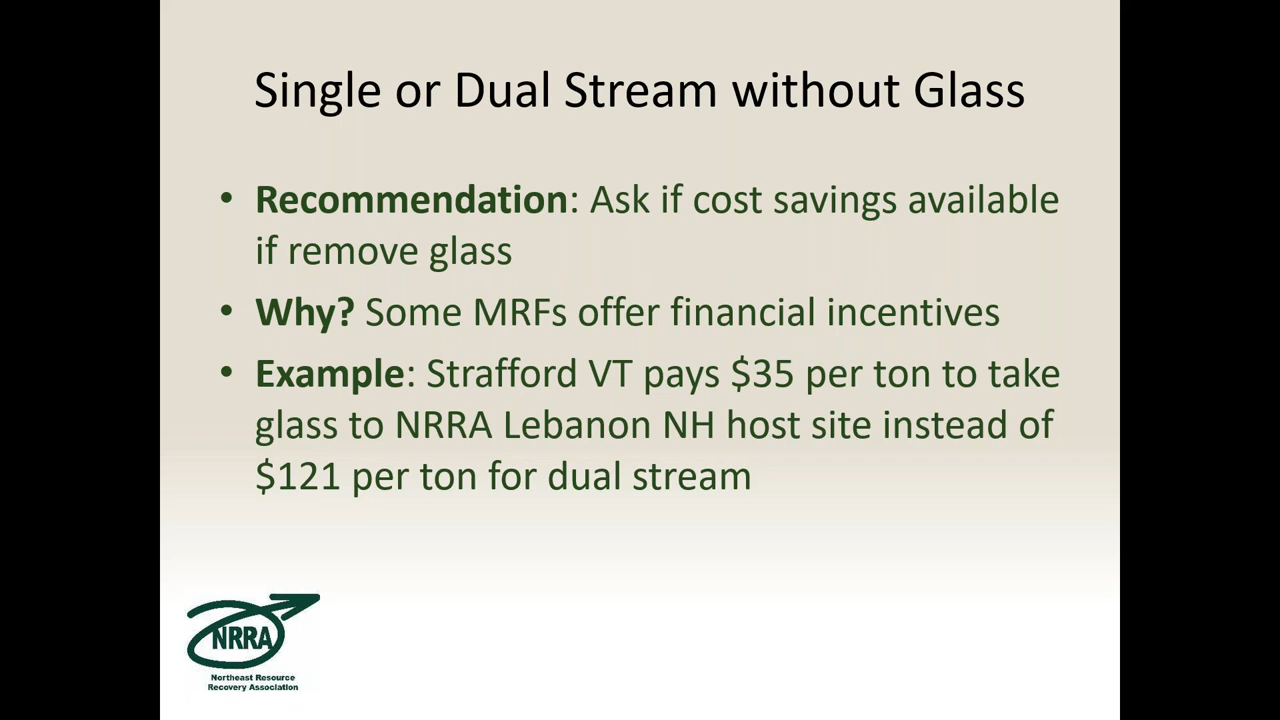 Single or Dual Stream without Glass
• Recommendation: Ask if cost savings available
if remove glass
• Why? Some MRFs offer financial incentives
• Example: Strafford VT pays $35 per ton to take
glass to NRRA Lebanon NH host site instead of
$121 per ton for dual stream
NRRA
Northeast Resource
Recovery Association